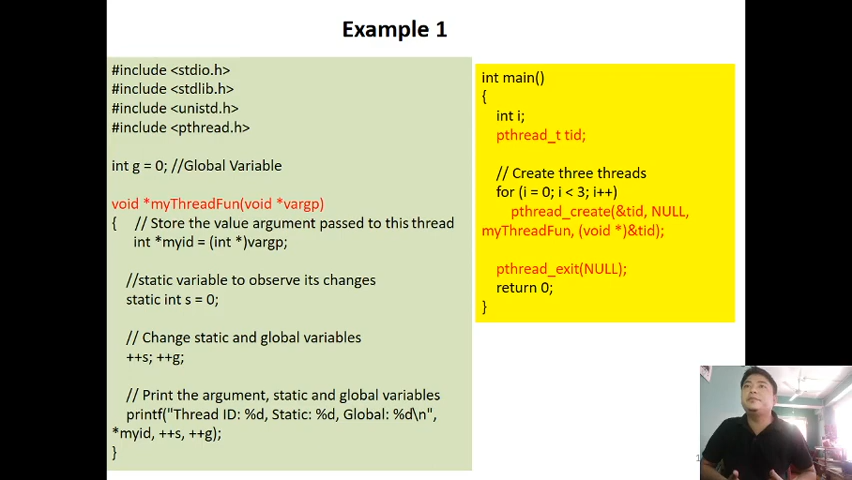 Example 1
#include <stdio.h>
#include <stdlib.h>
#include <unistd.h>
#include <pthread.h>
int g = 0; //Global Variable
void *myThreadFun(void *vargp)
{ // Store the value argument passed to this thread
int *myid = (int *)vargp;
//static variable to observe its changes
static int s = 0;
// Change static and global variables
++s; ++g;
// Print the argument, static and global variables
printf("Thread ID: %d, Static: %d, Global: %d\n",
*myid, ++s, ++g);
}
int main()
{
int i;
pthread_t tid;
// Create three threads
for (i = 0; i < 3; i++)
pthread_create(&tid, NULL,
myThreadFun, (void *)&tid);
pthread_exit(NULL);
return 0;
}